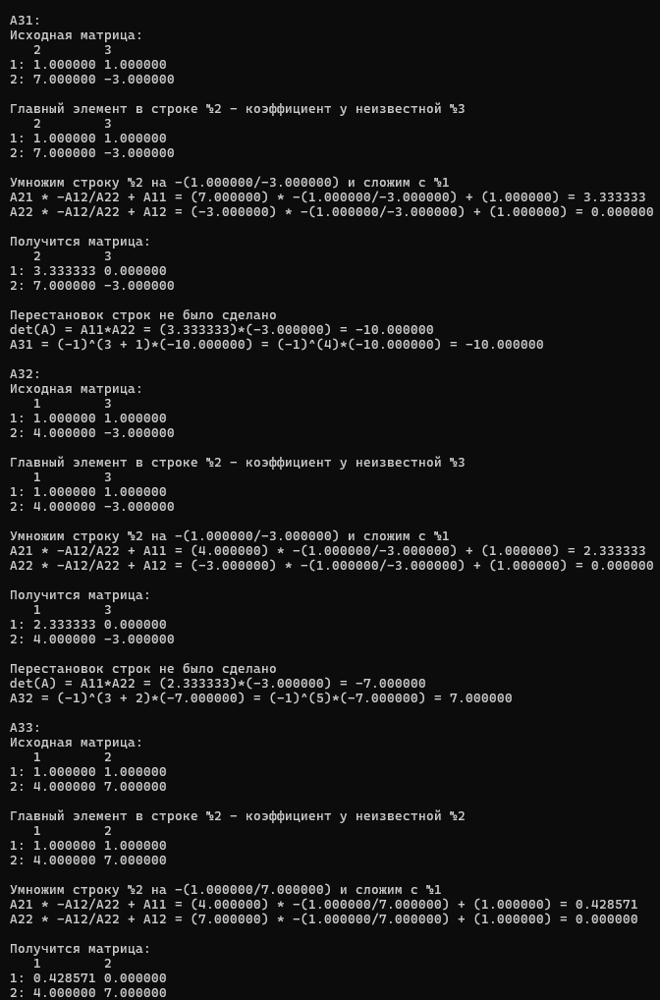 A31:
Исходная матрица:
2 3
1: 1.000000 1.000000
2: 7.000000 -3.000000
Главный элемент в строке №2 - коэффициент у неизвестной №3
2 3
1: 1.000000 1.000000
2: 7.000000 -3.000000
Умножим строку №2 на -(1.000000/-3.000000) и сложим с №1
A21 * -A12/A22 + A11 = (7.000000) * -(1.000000/-3.000000) + (1.000000) = 3.333333
A22 * -A12/A22 + A12 = (-3.000000) * -(1.000000/-3.000000) + (1.000000) = 0.000000
Получится матрица:
2 3
1: 3.333333 0.000000
2: 7.000000 -3.000000
Перестановок строк не было сделано
det(A) = A11*A22 = (3.333333)*(-3.000000) = -10.000000
A31 = (-1)^(3 + 1)*(-10.000000) = (-1)^(4)*(-10.000000) = -10.000000
A32:
Исходная матрица:
1 3
1: 1.000000 1.000000
2: 4.000000 -3.000000
Главный элемент в строке №2 - коэффициент у неизвестной №3
1 3
1: 1.000000 1.000000
2: 4.000000 -3.000000
Умножим строку №2 на -(1.000000/-3.000000) и сложим с №1
A21 * -A12/A22 + A11 = (4.000000) * -(1.000000/-3.000000) + (1.000000) = 2.333333
A22 * -A12/A22 + A12 = (-3.000000) * -(1.000000/-3.000000) + (1.000000) = 0.000000
Получится матрица:
1 3
1: 2.333333 0.000000
2: 4.000000 -3.000000
Перестановок строк не было сделано
det(A) = A11*A22 = (2.333333)*(-3.000000) = -7.000000
A32 = (-1)^(3 + 2)*(-7.000000) = (-1)^(5)*(-7.000000) = 7.000000
A33:
Исходная матрица:
1 2
1: 1.000000 1.000000
2: 4.000000 7.000000
Главный элемент в строке №2 - коэффициент у неизвестной №2
1 2
1: 1.000000 1.000000
2: 4.000000 7.000000
Умножим строку №2 на -(1.000000/7.000000) и сложим с №1
A21 * -A12/A22 + A11 = (4.000000) * -(1.000000/7.000000) + (1.000000) = 0.428571
A22 * -A12/A22 + A12 = (7.000000) * -(1.000000/7.000000) + (1.000000) = 0.000000
Получится матрица:
1 2
1: 0.428571 0.000000
2: 4.000000 7.000000